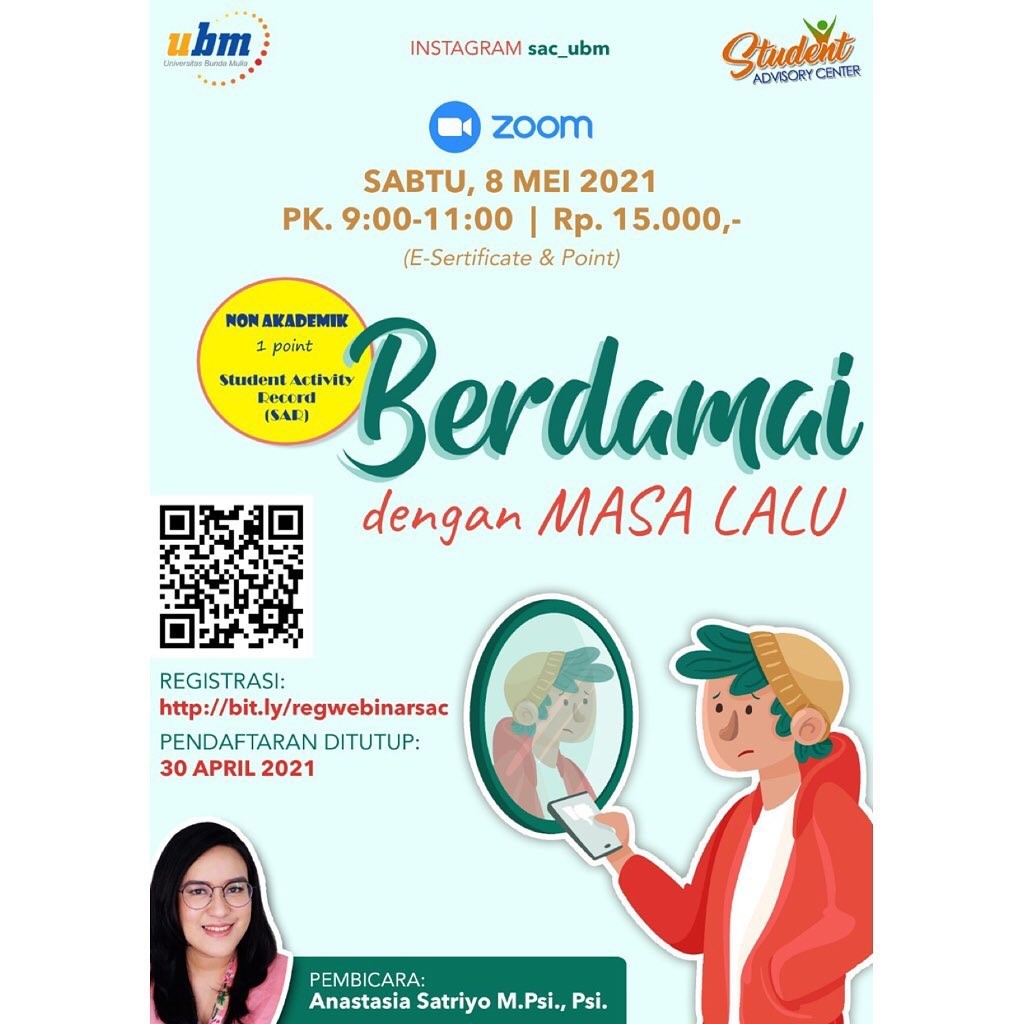 ubm
Universitas Bunda Mulia
INSTAGRAM sac_ubm
Student
ADVISORY CENTER
zoom
SABTU, 8 MEI 2021
PK. 9:00-11:00 | Rp. 15.000,-
(E-Sertificate & Point)
NON AKADEMIK
1 point
Student Activity
Record
(SAR)
Berdamai
dengan MASA LALU
REGISTRASI:
http://bit.ly/regwebinarsac
PENDAFTARAN DITUTUP:
30 APRIL 2021
PEMBICARA:
Anastasia Satriyo M.Psi., Psi.